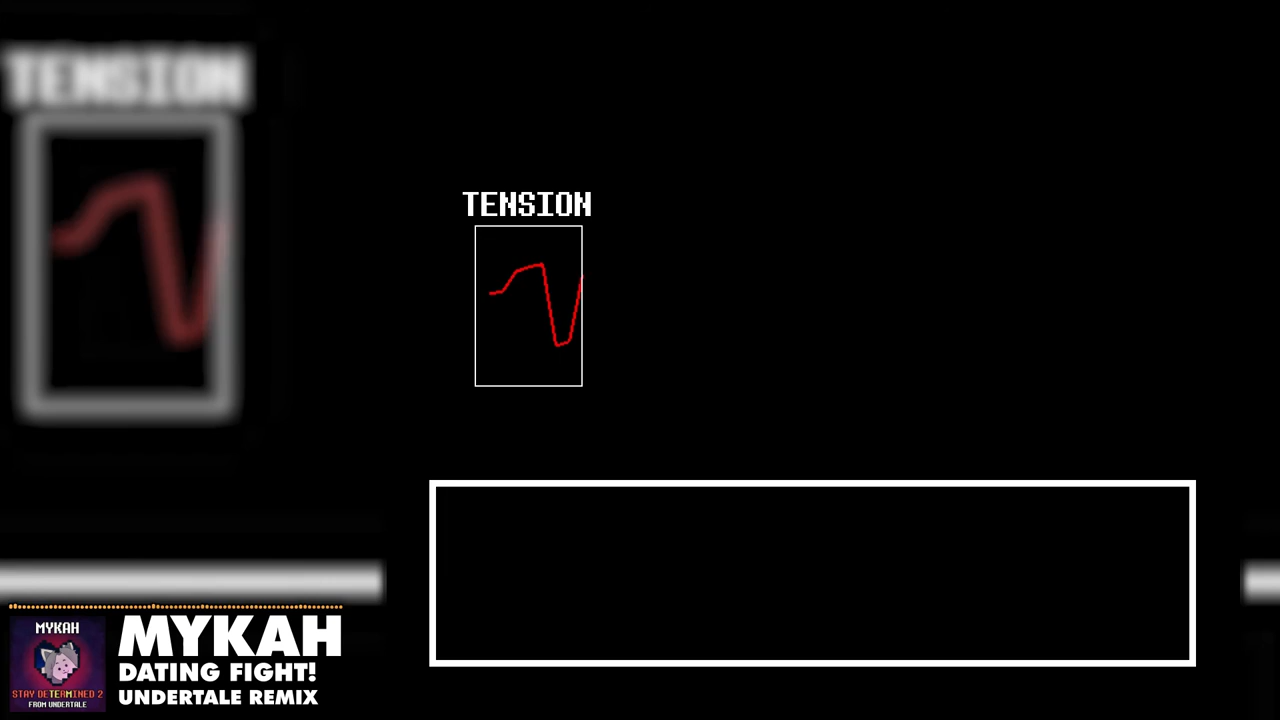 TENSION
TENSION
MYKAH
DATING FIGHT!
UNDERTALE REMIX
MYKAH
STAY DETERMINED 2
FROM UNDERTALE